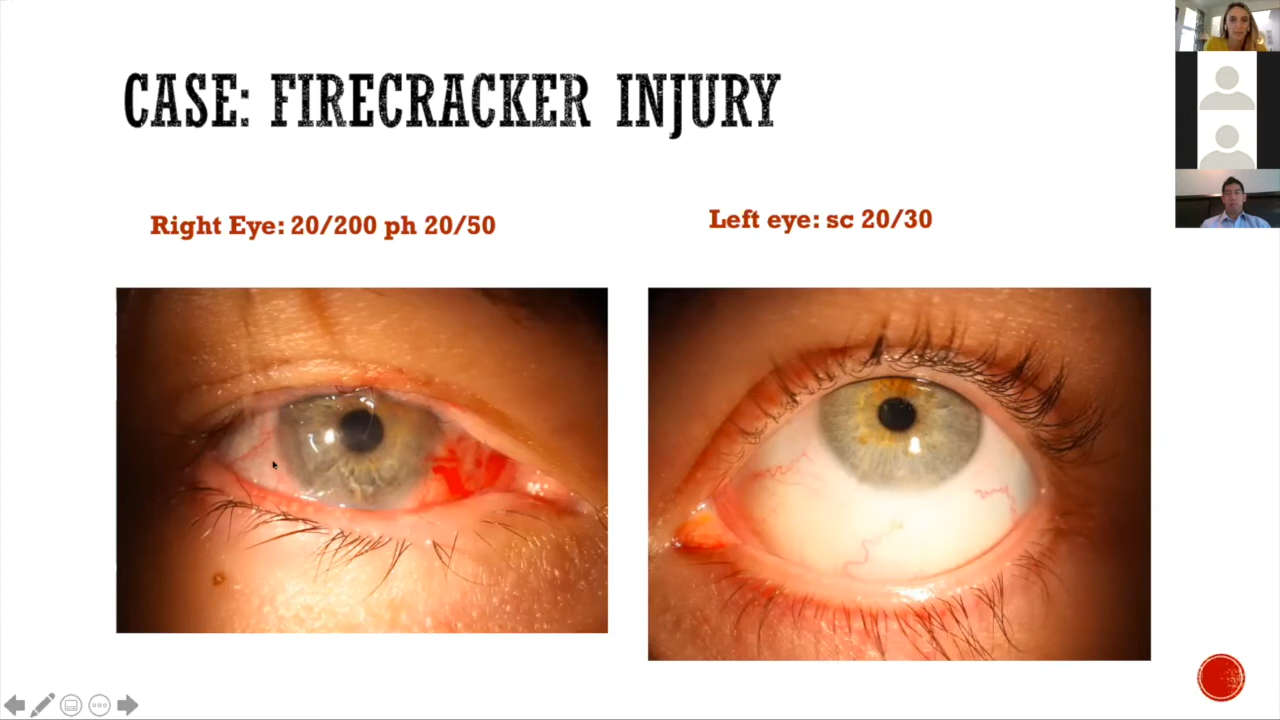 CASE: FIRECRACKER INJURY
Right Eye: 20/200 ph 20/50
Left eye: sc 20/30